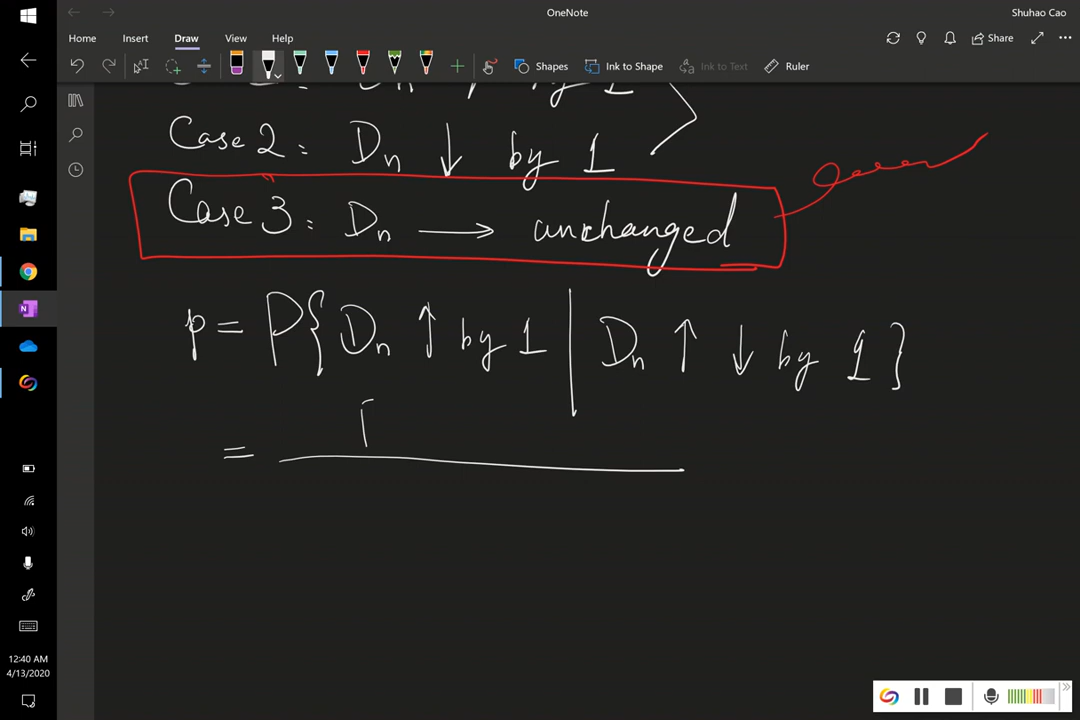 OneNote
Shuhao Cao
Home Insert Draw View Help
Shapes Ink to Shape Ink to Text Ruler Share
Case 2: Dn ↓ by 1
Case 3: Dn → unchanged
p = P{ Dn ↑ by 1 | Dn ↑ ↓ by 1 }
=
12:40 AM
4/13/2020